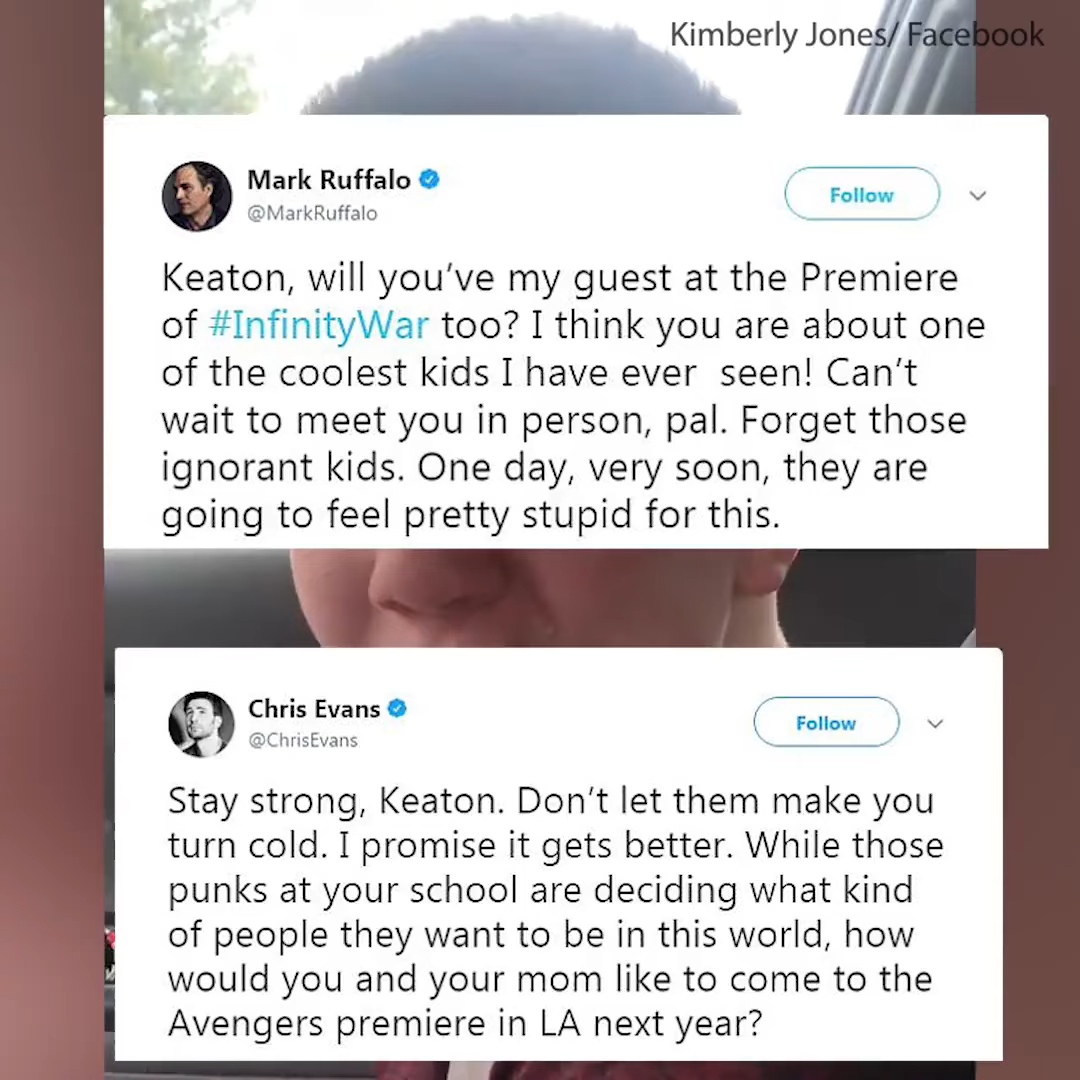 Kimberly Jones/ Facebook
Mark Ruffalo
@MarkRuffalo
Follow
Keaton, will you've my guest at the Premiere
of #InfinityWar too? I think you are about one
of the coolest kids I have ever seen! Can't
wait to meet you in person, pal. Forget those
ignorant kids. One day, very soon, they are
going to feel pretty stupid for this.
Chris Evans
@ChrisEvans
Follow
Stay strong, Keaton. Don't let them make you
turn cold. I promise it gets better. While those
punks at your school are deciding what kind
of people they want to be in this world, how
would you and your mom like to come to the
Avengers premiere in LA next year?